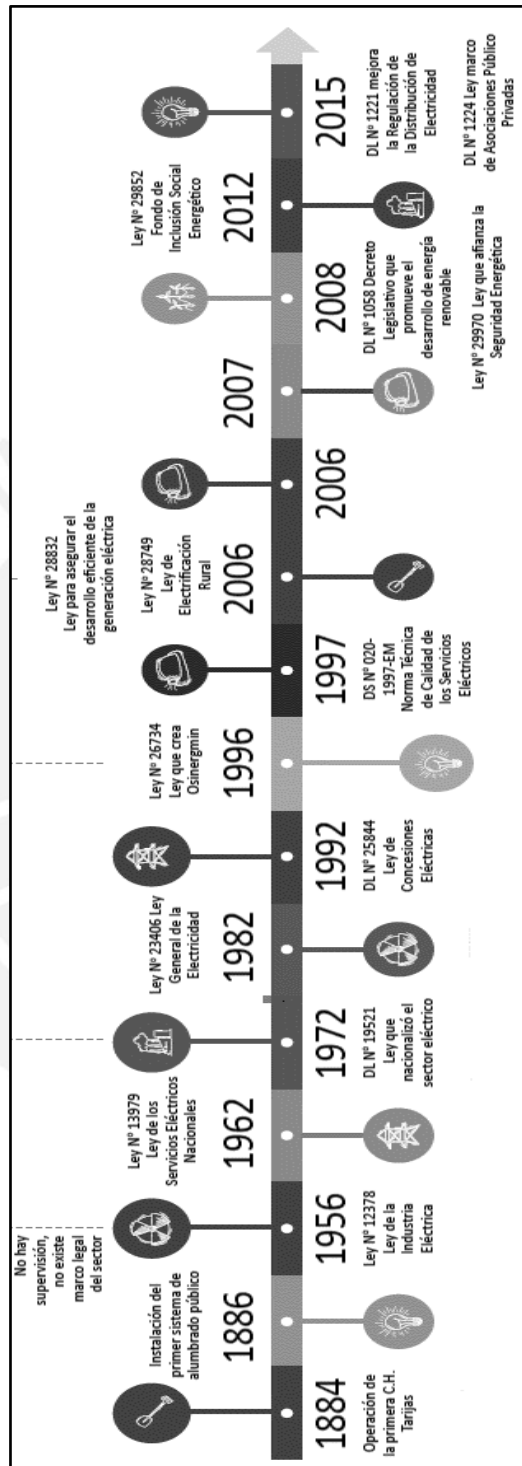 No hay
supervisión,
no existe
marco legal
del sector
1884
Operación de
la primera C.H.
Tarijas
Instalación del
primer sistema de
alumbrado público
1886
1956
Ley Nº 12378
Ley de la
Industria
Eléctrica
Ley Nº 13979
Ley de los
Servicios Eléctricos
Nacionales
1962
1972
DL Nº 19521
Ley que
nacionalizó el
sector eléctrico
Ley Nº 23406 Ley
General de la
Electricidad
1982
1992
DL Nº 25844
Ley de
Concesiones
Eléctricas
Ley Nº 26734
Ley que crea
Osinergmin
1996
1997
DS Nº 020-
1997-EM
Norma Técnica
de Calidad de
los Servicios
Eléctricos
Ley Nº 28832
Ley para asegurar el
desarrollo eficiente de la
generación eléctrica
Ley Nº 28749
Ley de
Electrificación
Rural
2006
2006
2007
2008
DL Nº 1058 Decreto
Legislativo que
promueve el
desarrollo de energía
renovable
Ley Nº 29970 Ley que afianza la
Seguridad Energética
Ley Nº 29852
Fondo de
Inclusión Social
Energético
2012
2015
DL Nº 1221 mejora
la Regulación de
la Distribución de
Electricidad
DL Nº 1224 Ley marco
de Asociaciones Público
Privadas